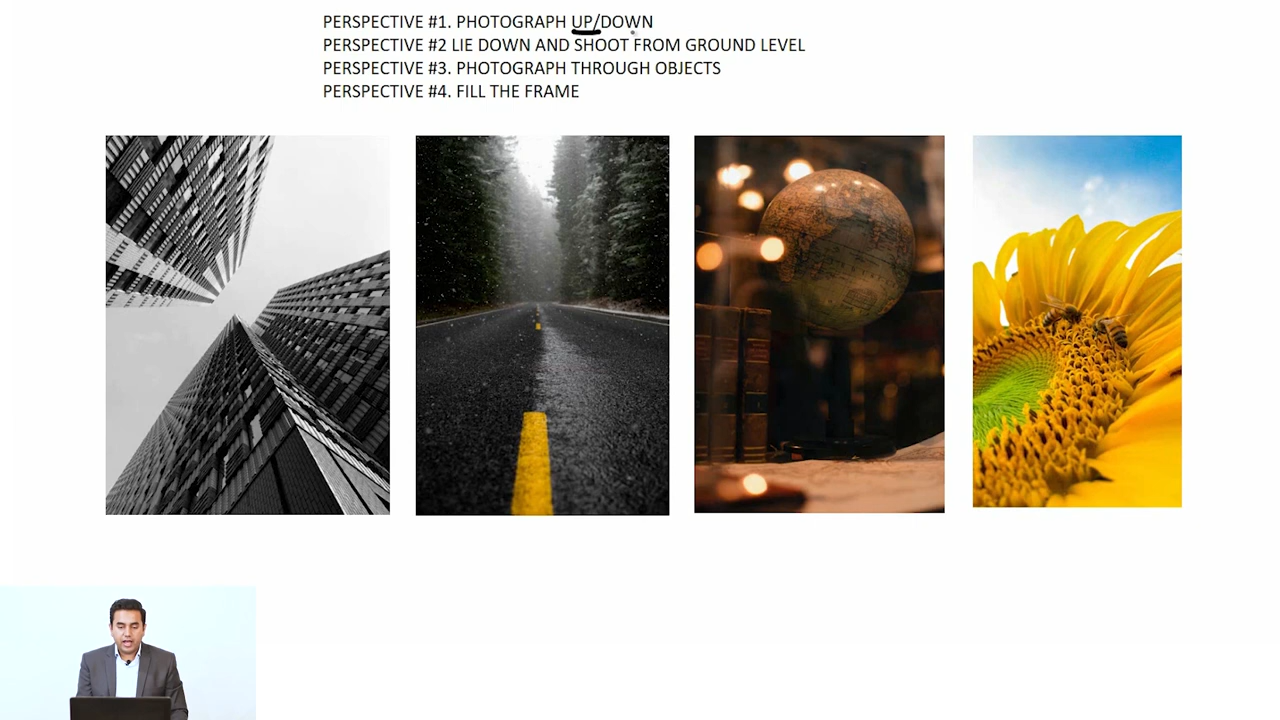 PERSPECTIVE #1. PHOTOGRAPH UP/DOWN
PERSPECTIVE #2 LIE DOWN AND SHOOT FROM GROUND LEVEL
PERSPECTIVE #3. PHOTOGRAPH THROUGH OBJECTS
PERSPECTIVE #4. FILL THE FRAME